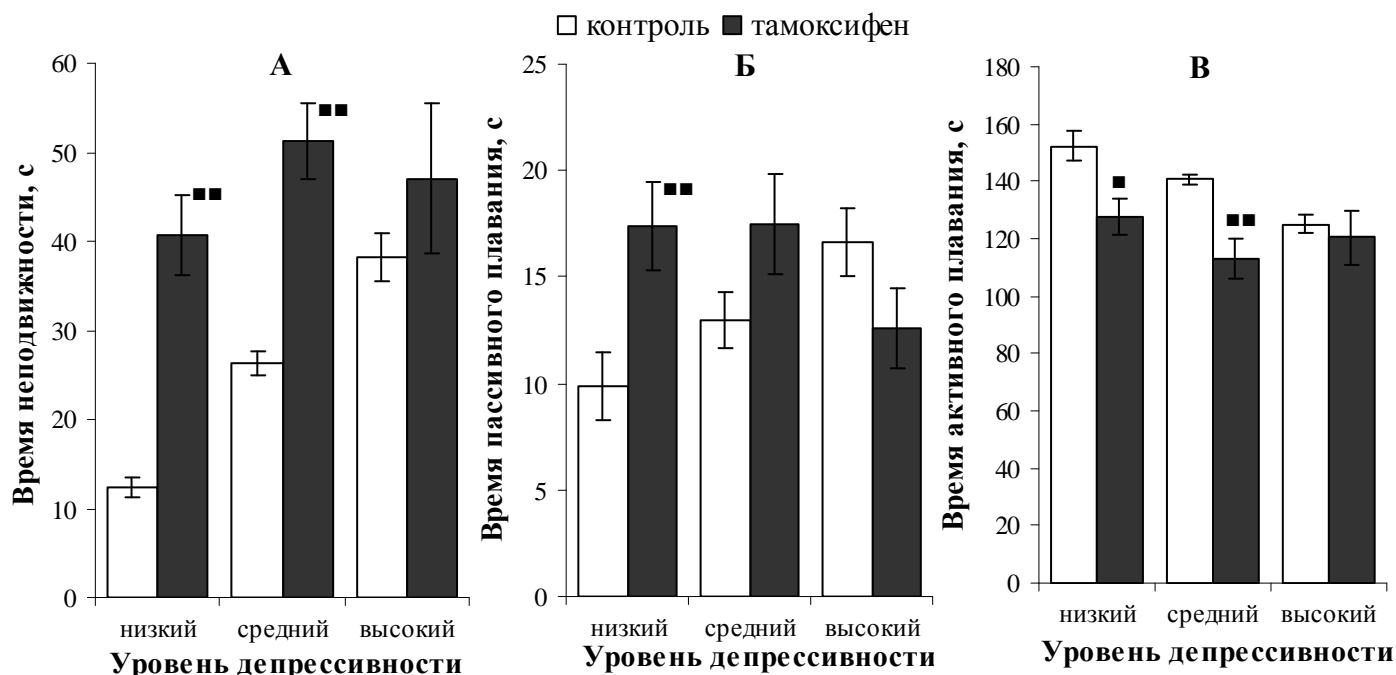 контроль тамоксифен
А
Время неподвижности, с
60
50
40
30
20
10
0
низкий средний высокий
Уровень депрессивности
Б
Время пассивного плавания, с
25
20
15
10
5
0
низкий средний высокий
Уровень депрессивности
В
Время активного плавания, с
180
160
140
120
100
80
60
40
20
0
низкий средний высокий
Уровень депрессивности